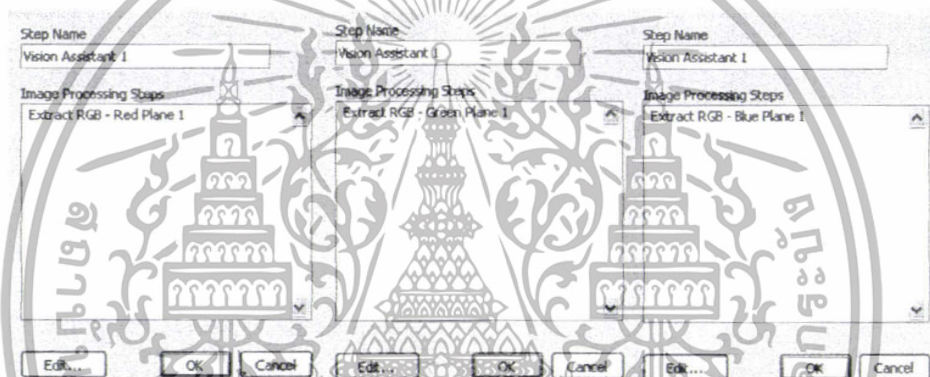 Step Name
Vision Assistant 1
Image Processing Steps
Extract RGB - Red Plane 1
Edit...
OK
Cancel
Step Name
Vision Assistant 1
Image Processing Steps
Extract RGB - Green Plane 1
Edit...
OK
Cancel
Step Name
Vision Assistant 1
Image Processing Steps
Extract RGB - Blue Plane 1
Edit...
OK
Cancel